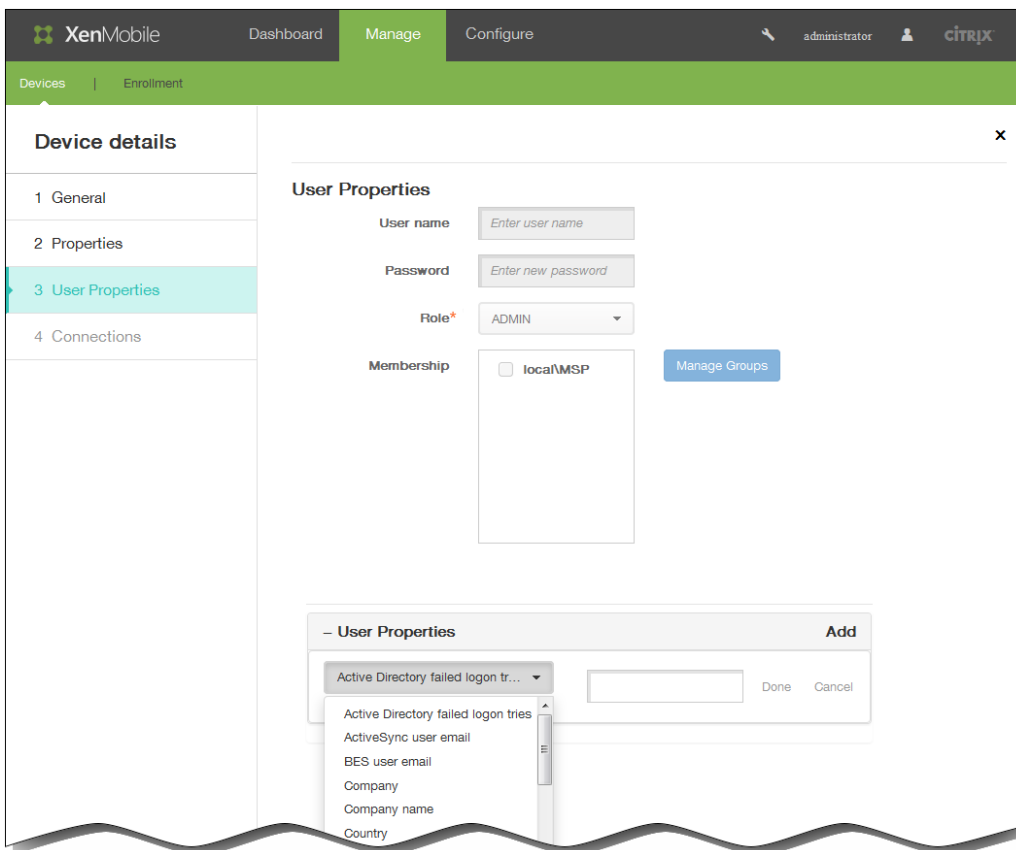 XenMobile Dashboard Manage Configure administrator CİTRIX
Devices | Enrollment
Device details
x
1 General
2 Properties
3 User Properties
4 Connections
User Properties
User name Enter user name
Password Enter new password
Role* ADMIN
Membership local\MSP Manage Groups
– User Properties Add
Active Directory failed logon tr... Done Cancel
Active Directory failed logon tries
ActiveSync user email
BES user email
Company
Company name
Country